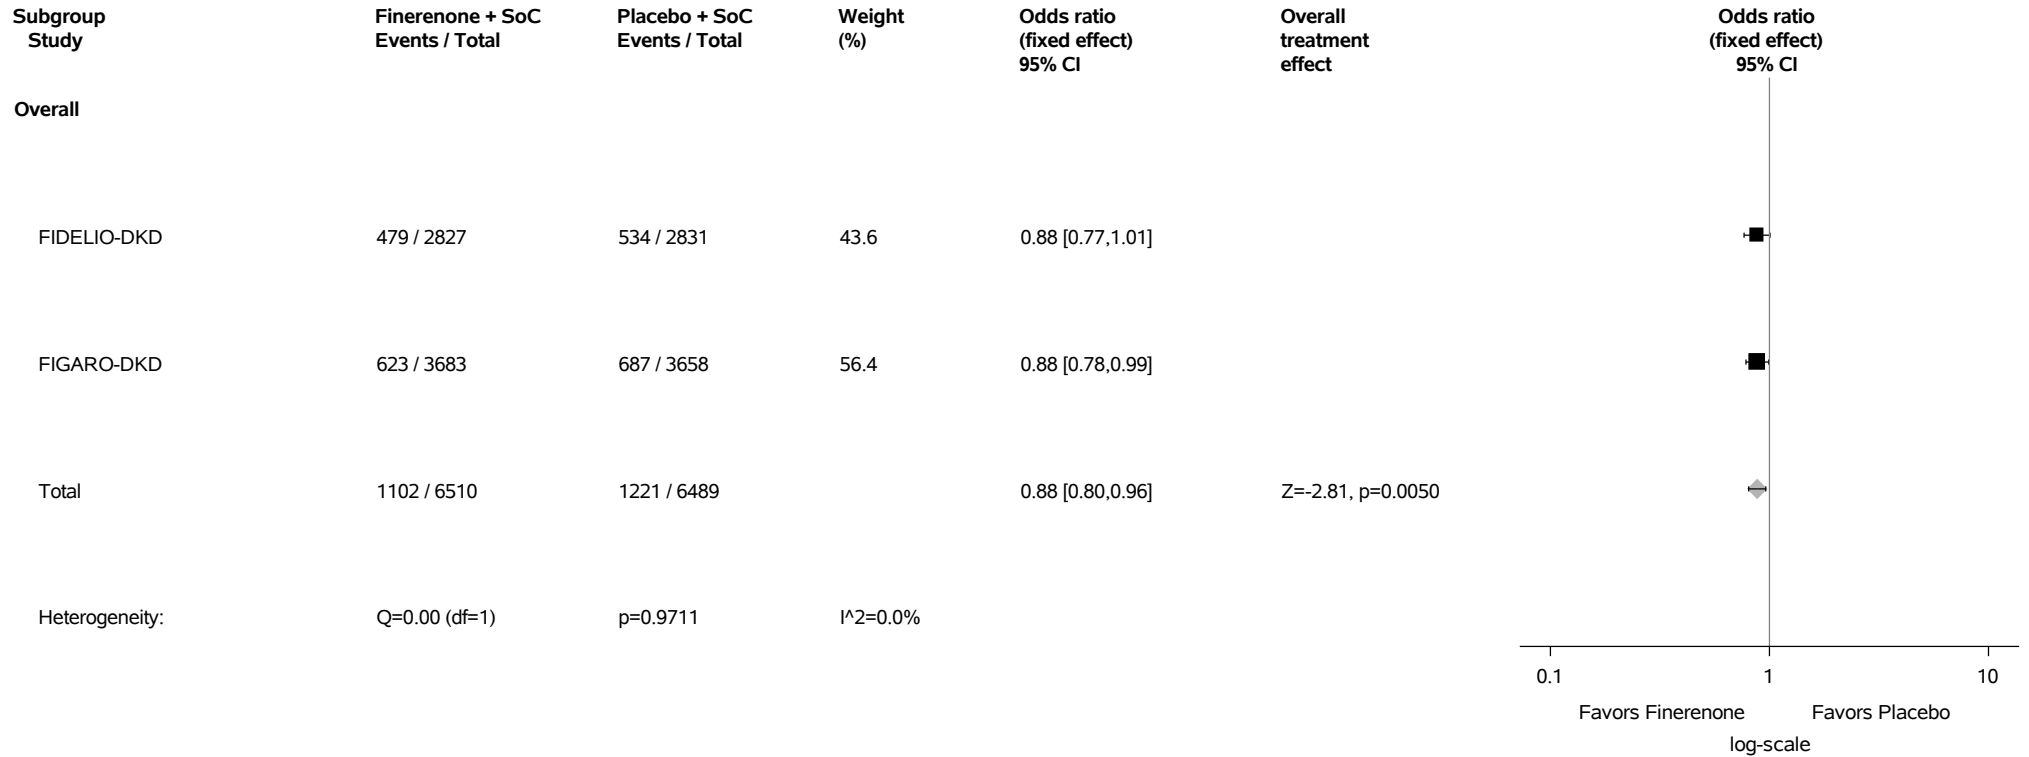 Subgroup Finerenone + SoC Placebo + SoC Weight Odds ratio Overall Odds ratio
Study Events / Total Events / Total (%) (fixed effect) treatment (fixed effect)
95% CI effect 95% CI
Overall
FIDELIO-DKD 479 / 2827 534 / 2831 43.6 0.88 [0.77,1.01]
FIGARO-DKD 623 / 3683 687 / 3658 56.4 0.88 [0.78,0.99]
Total 1102 / 6510 1221 / 6489 0.88 [0.80,0.96] Z=-2.81, p=0.0050
Heterogeneity: Q=0.00 (df=1) p=0.9711 I^2=0.0%
0.1 1 10
Favors Finerenone Favors Placebo
log-scale